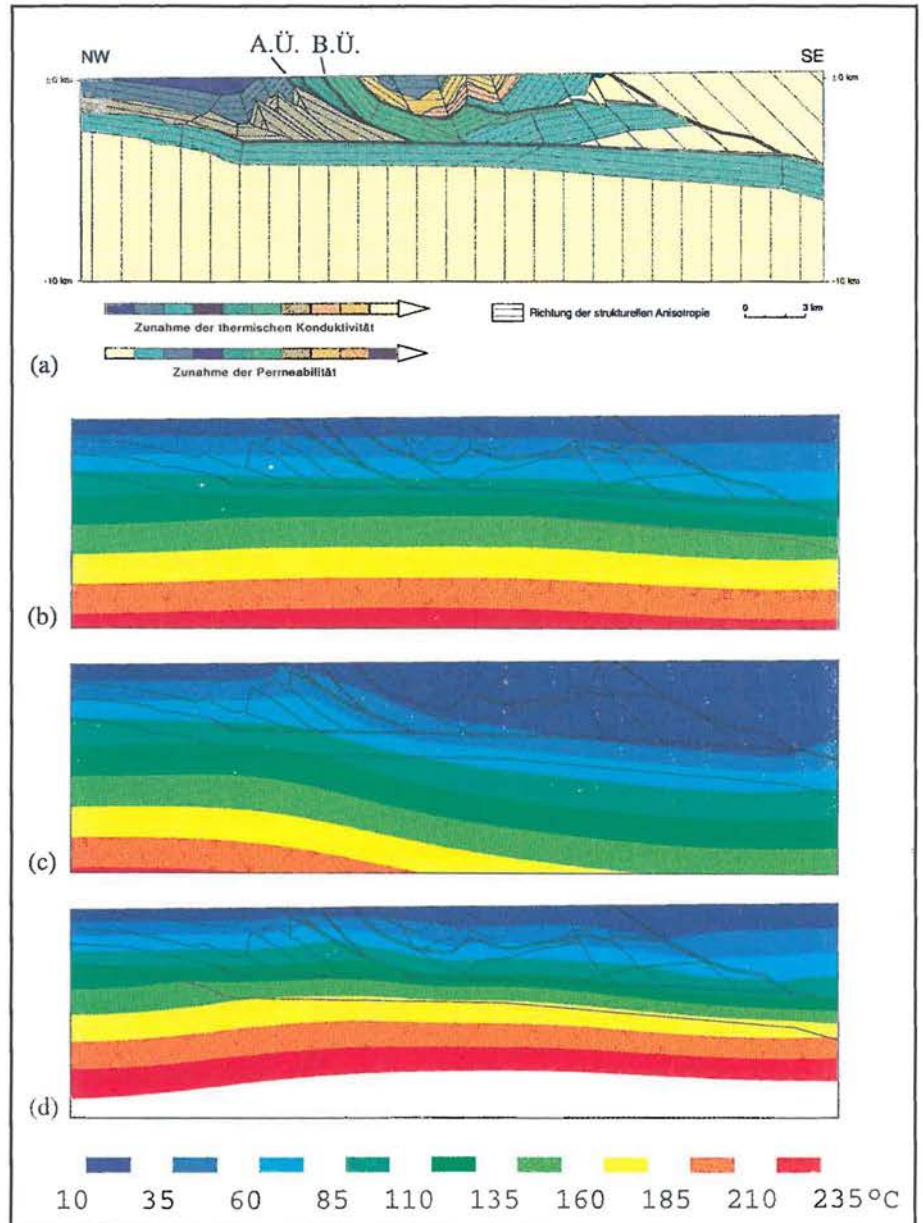 A.Ü. B.Ü.
NW SE
±0 km ±0 km
-10 km -10 km
Zunahme der thermischen Konduktivität
Richtung der strukturellen Anisotropie
0 3 km
Zunahme der Permeabilität
(a)
(b)
(c)
(d)
10 35 60 85 110 135 160 185 210 235°C